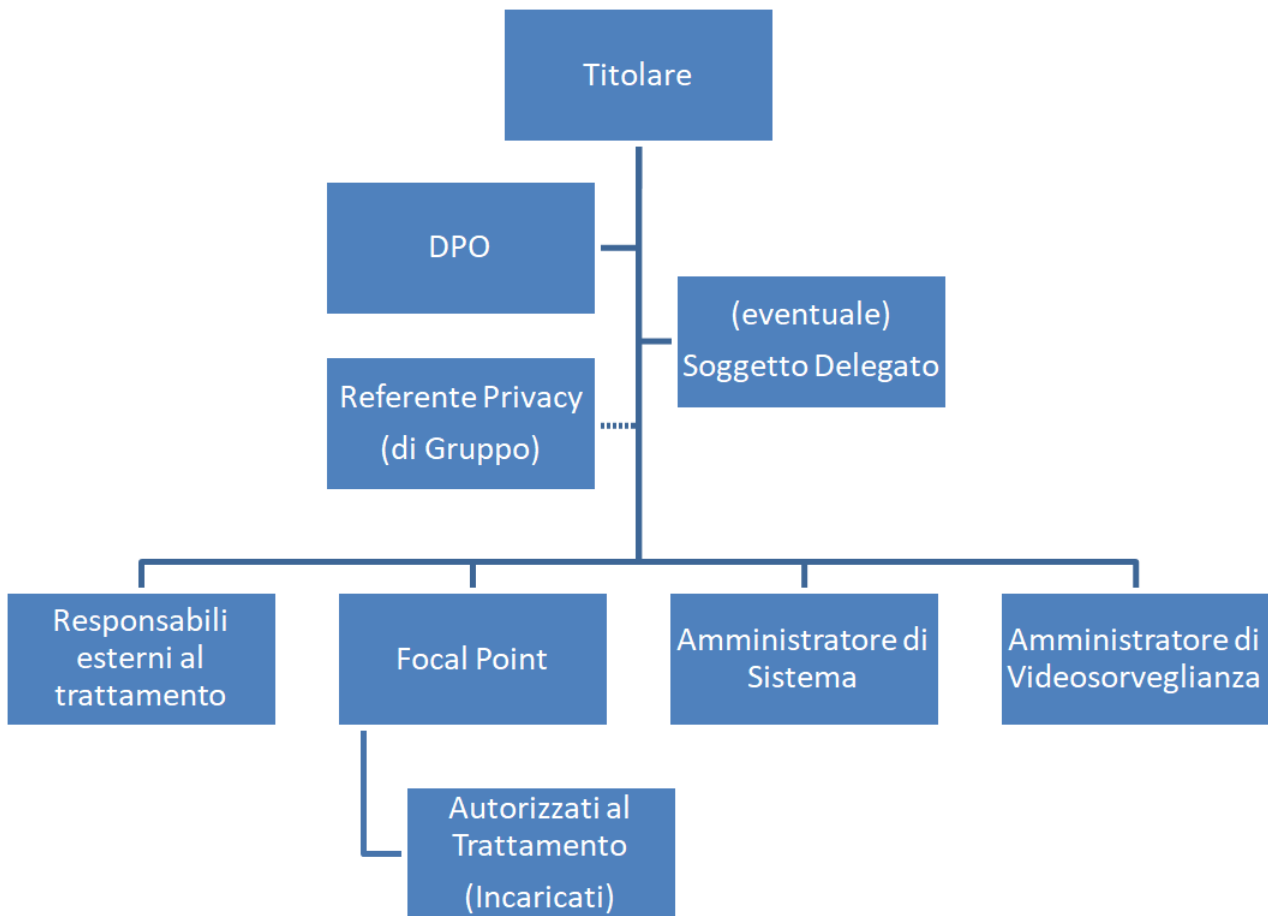 Titolare
DPO
(eventuale)
Soggetto Delegato
Referente Privacy
(di Gruppo)
Responsabili
esterni al
trattamento
Focal Point
Amministratore di
Sistema
Amministratore di
Videosorveglianza
Autorizzati al
Trattamento
(Incaricati)